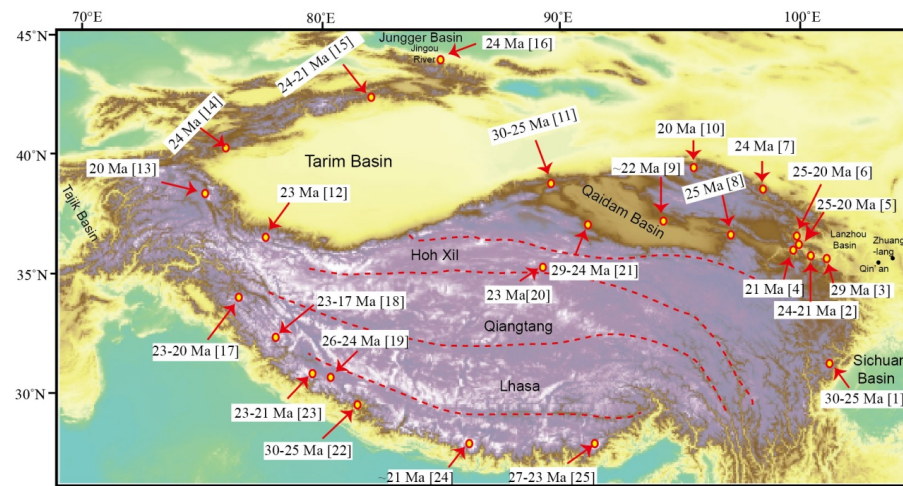 70°E 80°E 90°E 100°E
45°N
40°N
35°N
30°N
Jungger Basin
Jingou
River
24 Ma [16]
24-21 Ma [15]
24 Ma [14]
20 Ma [13]
23 Ma [12]
30-25 Ma [11]
20 Ma [10]
~22 Ma [9]
25 Ma [8]
24 Ma [7]
25-20 Ma [6]
25-20 Ma [5]
21 Ma [4]
29 Ma [3]
24-21 Ma [2]
30-25 Ma [1]
Tarim Basin
Tajik Basin
Qaidam Basin
Lanzhou
Basin
Zhuang
-lang
Qin' an
Hoh Xil
29-24 Ma [21]
23 Ma[20]
Qiangtang
Lhasa
Sichuan
Basin
23-17 Ma [18]
26-24 Ma [19]
23-20 Ma [17]
23-21 Ma [23]
30-25 Ma [22]
~21 Ma [24]
27-23 Ma [25]